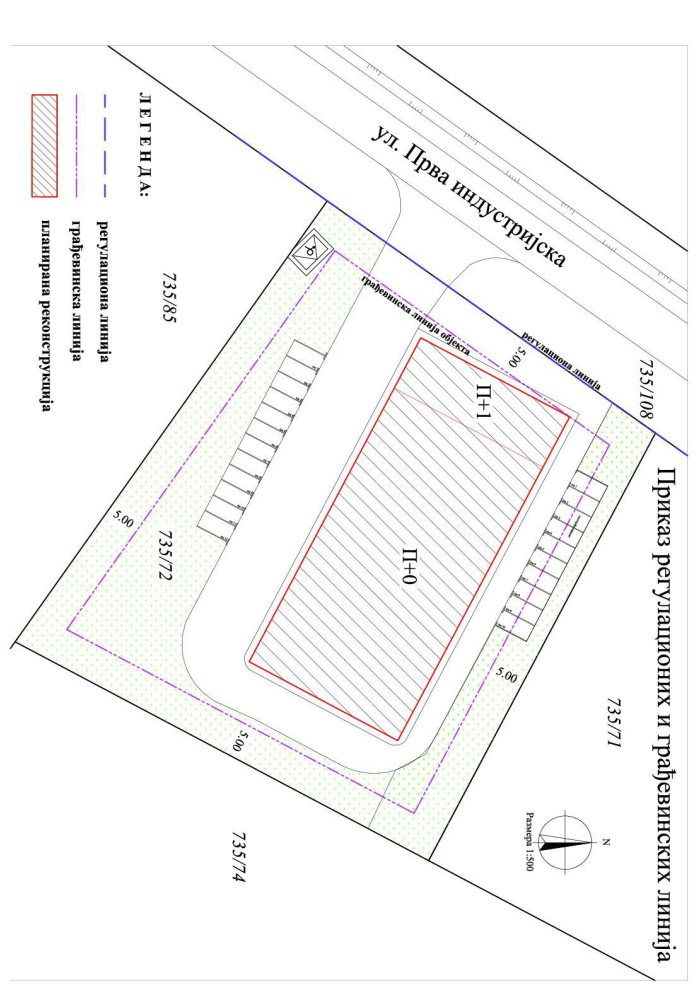 Приказ регулационих и грађевинских линија
ул. Прва индустријска
735/108
регулациона линија
5.00
грађевинска линија објекта
П+1
П+0
735/71
5.00
N
Размера 1:500
735/85
735/72
5.00
5.00
735/74
ЛЕГЕНДА:
регулациона линија
грађевинска линија
планирана реконструкција